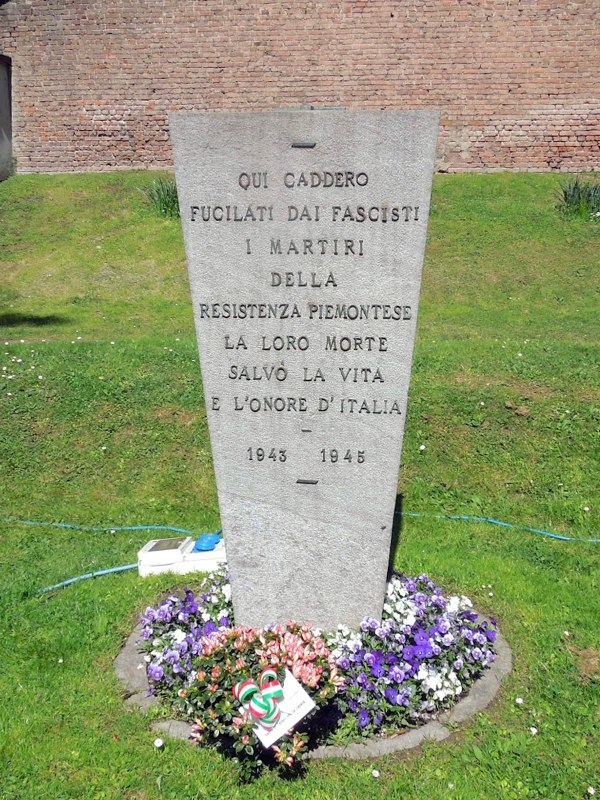 QUI CADDERO
FUCILATI DAI FASCISTI
I MARTIRI
DELLA
RESISTENZA PIEMONTESE
LA LORO MORTE
SALVÒ LA VITA
E L'ONORE D'ITALIA
1943 1945